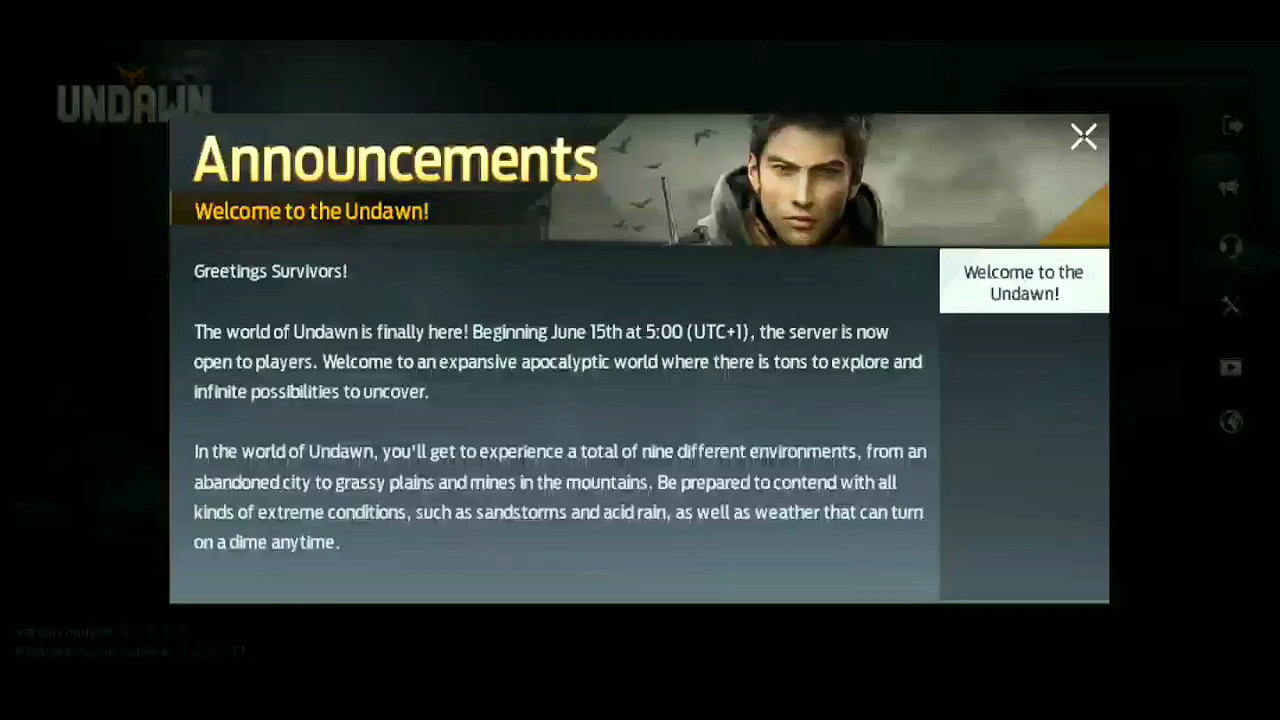 UNDAWN
Announcements
Welcome to the Undawn!
Greetings Survivors!
Welcome to the
Undawn!
The world of Undawn is finally here! Beginning June 15th at 5:00 (UTC+1), the server is now
open to players. Welcome to an expansive apocalyptic world where there is tons to explore and
infinite possibilities to uncover.
In the world of Undawn, you'll get to experience a total of nine different environments, from an
abandoned city to grassy plains and mines in the mountains. Be prepared to contend with all
kinds of extreme conditions, such as sandstorms and acid rain, as well as weather that can turn
on a dime anytime.